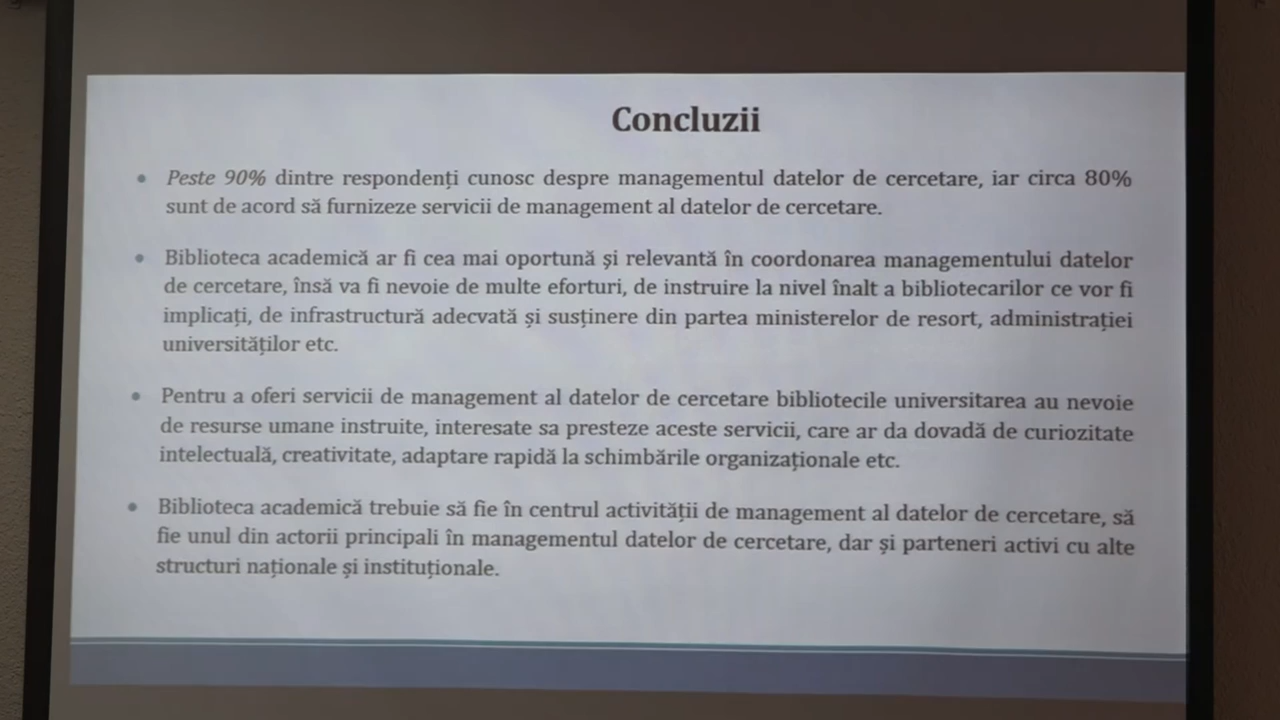 Concluzii
• Peste 90% dintre respondenți cunosc despre managementul datelor de cercetare, iar circa 80%
sunt de acord să furnizeze servicii de management al datelor de cercetare.
• Biblioteca academică ar fi cea mai oportună și relevantă în coordonarea managementului datelor
de cercetare, însă va fi nevoie de multe eforturi, de instruire la nivel înalt a bibliotecarilor ce vor fi
implicați, de infrastructură adecvată și susținere din partea ministerelor de resort, administrației
universităților etc.
• Pentru a oferi servicii de management al datelor de cercetare bibliotecile universitarea au nevoie
de resurse umane instruite, interesate sa presteze aceste servicii, care ar da dovadă de curiozitate
intelectuală, creativitate, adaptare rapidă la schimbările organizaționale etc.
• Biblioteca academică trebuie să fie în centrul activității de management al datelor de cercetare, să
fie unul din actorii principali în managementul datelor de cercetare, dar și parteneri activi cu alte
structuri naționale și instituționale.